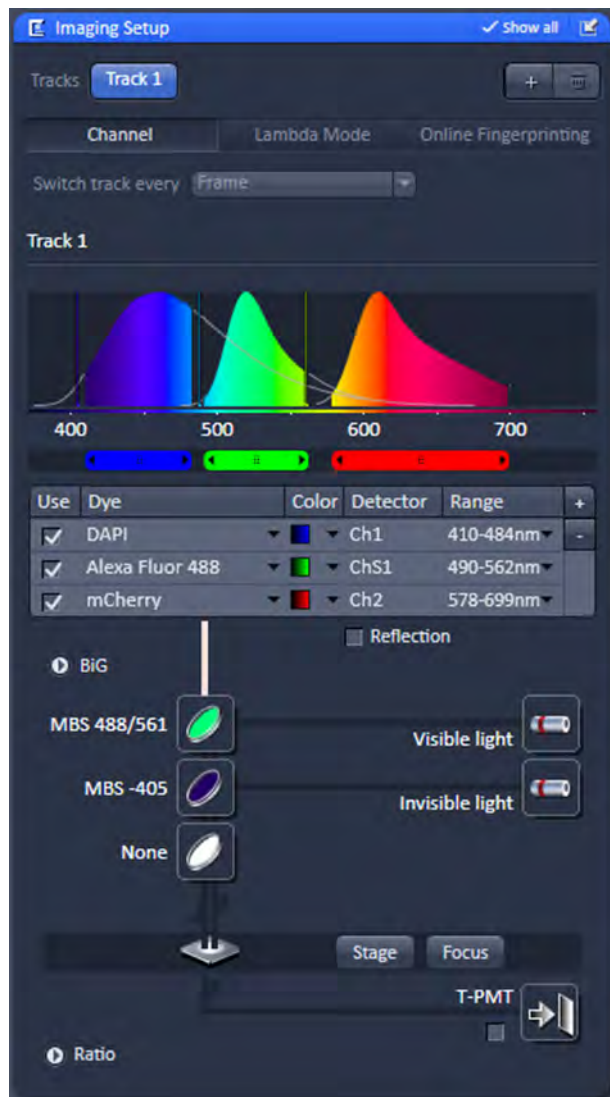 Imaging Setup Show all
Tracks Track 1 +
Channel Lambda Mode Online Fingerprinting
Switch track every Frame
Track 1
400 500 600 700
Use Dye Color Detector Range +
DAPI Ch1 410-484nm -
Alexa Fluor 488 ChS1 490-562nm
mCherry Ch2 578-699nm
Reflection
BiG
MBS 488/561
Visible light
MBS -405
Invisible light
None
Stage Focus
T-PMT
Ratio